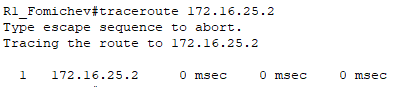 R1_Fomichev#traceroute 172.16.25.2
Type escape sequence to abort.
Tracing the route to 172.16.25.2
1 172.16.25.2 0 msec 0 msec 0 msec